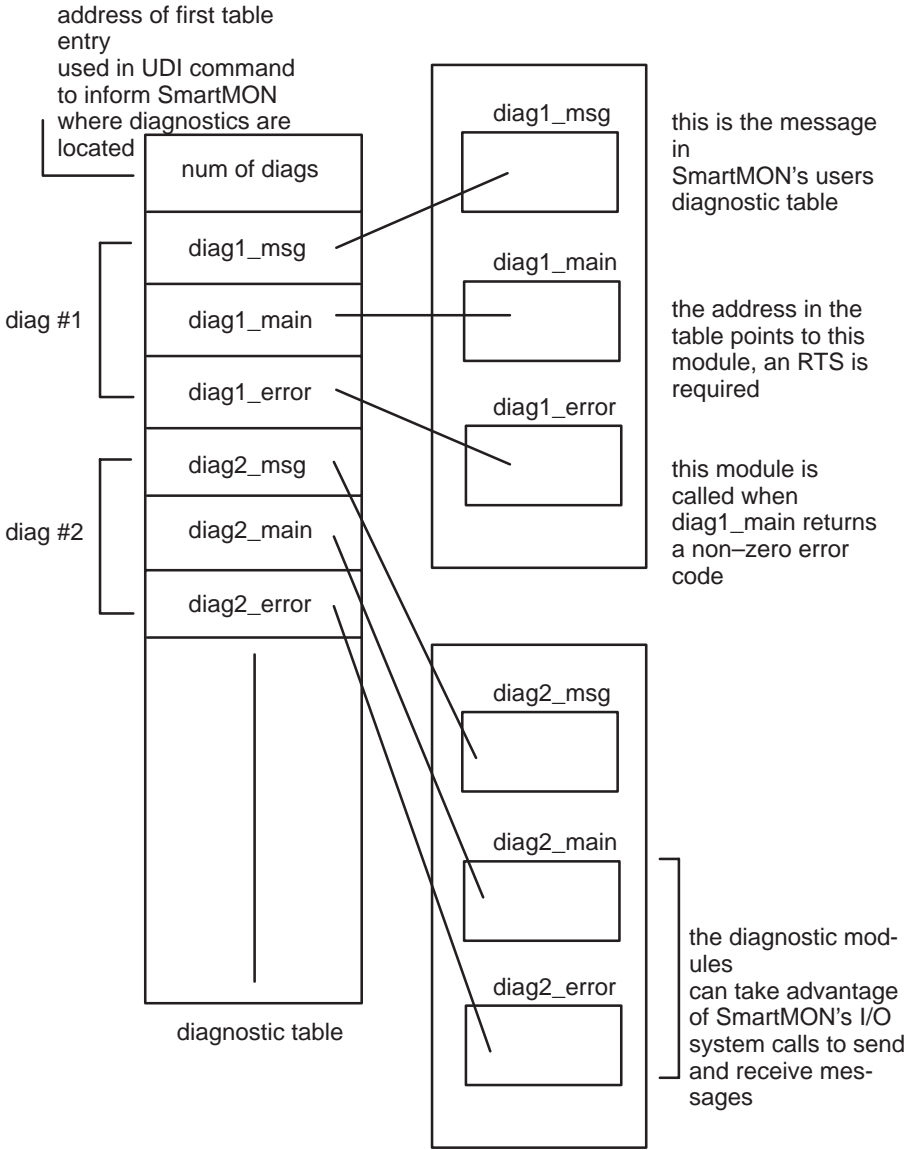 address of first table
entry
used in UDI command
to inform SmartMON
where diagnostics are
located
num of diags
diag1_msg
diag1_main
diag1_error
diag #1
diag2_msg
diag2_main
diag2_error
diag #2
diagnostic table
diag1_msg
this is the message
in
SmartMON's users
diagnostic table
diag1_main
the address in the
table points to this
module, an RTS is
required
diag1_error
this module is
called when
diag1_main returns
a non–zero error
code
diag2_msg
diag2_main
diag2_error
the diagnostic mod-
ules
can take advantage
of SmartMON's I/O
system calls to send
and receive mes-
sages